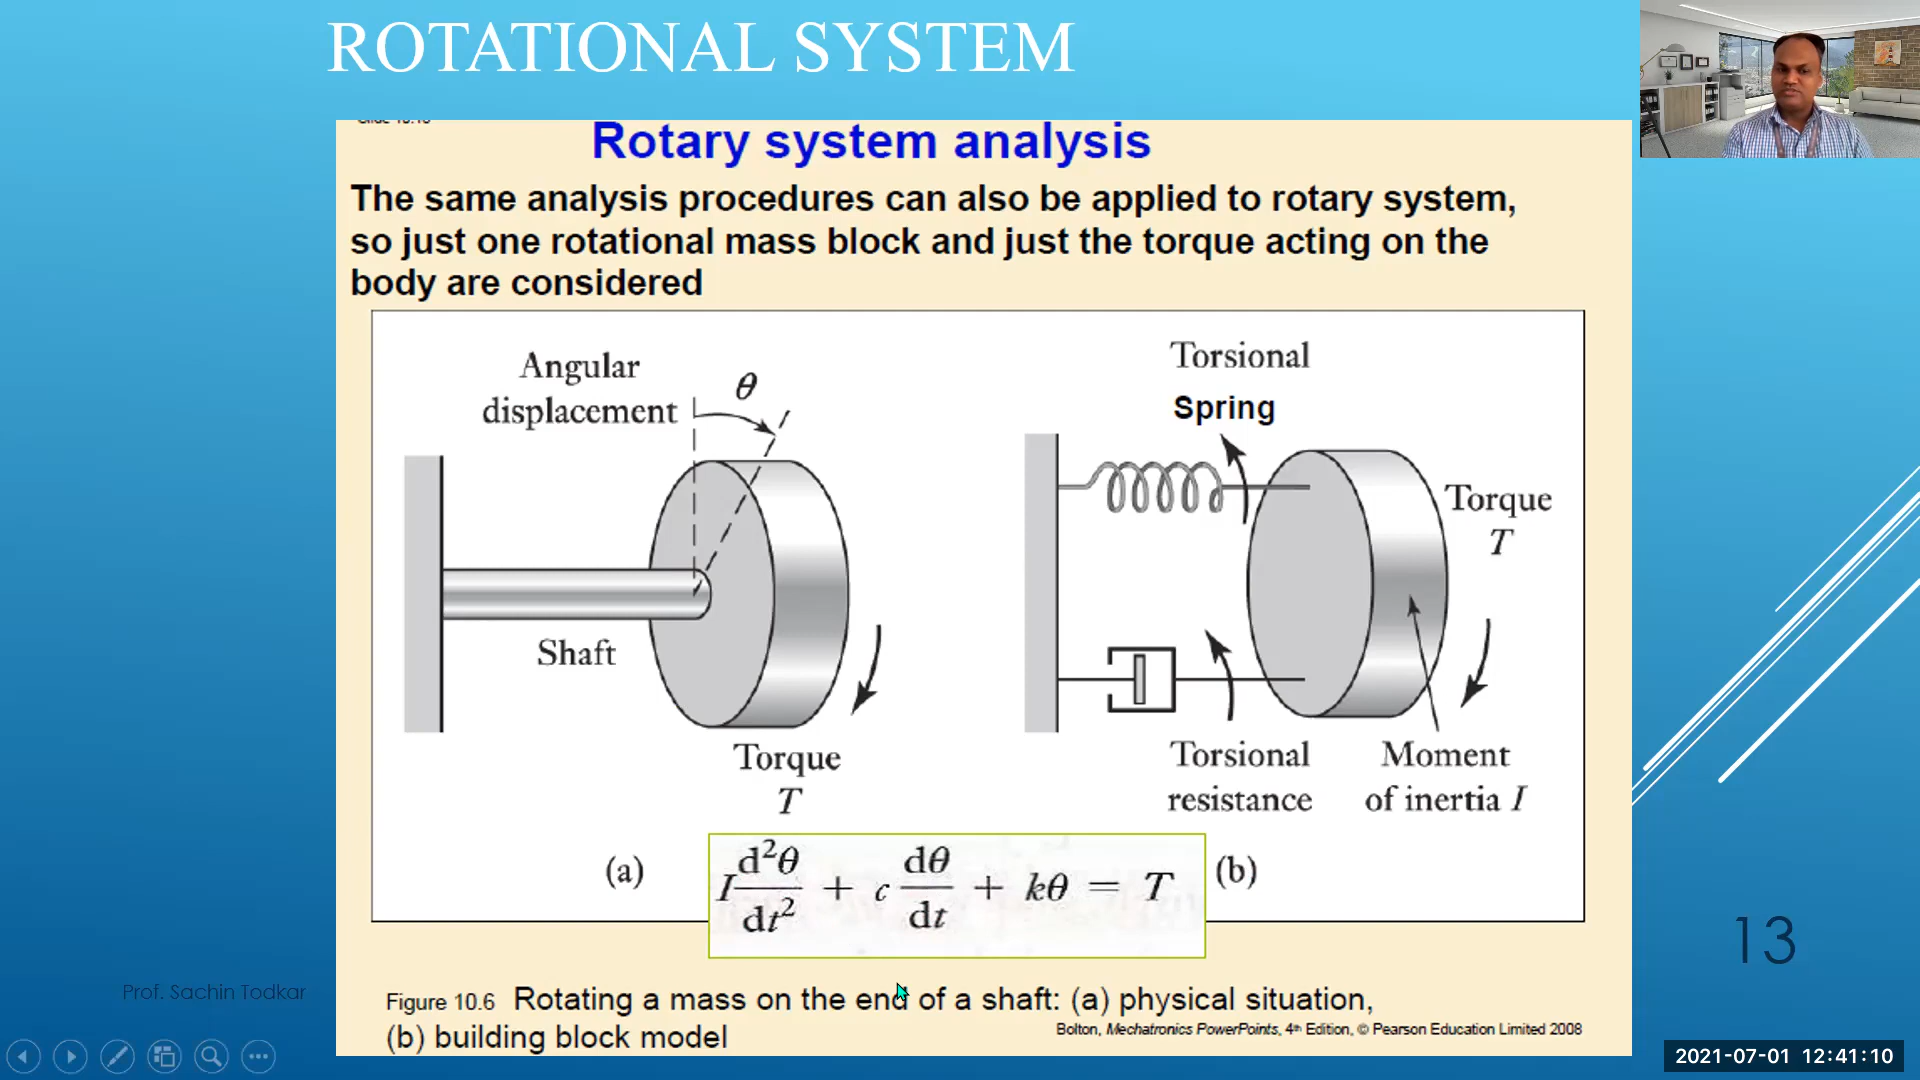 ROTATIONAL SYSTEM
Rotary system analysis
The same analysis procedures can also be applied to rotary system,
so just one rotational mass block and just the torque acting on the
body are considered
Angular
displacement
θ
Shaft
Torque
T
(a)
Torsional
Spring
Torque
T
Torsional
resistance
Moment
of inertia I
(b)
I d²θ/dt² + c dθ/dt + kθ = T
Figure 10.6 Rotating a mass on the end of a shaft: (a) physical situation,
(b) building block model
Bolton, Mechatronics PowerPoints, 4th Edition, © Pearson Education Limited 2008
Prof. Sachin Todkar
13
2021-07-01 12:41:10